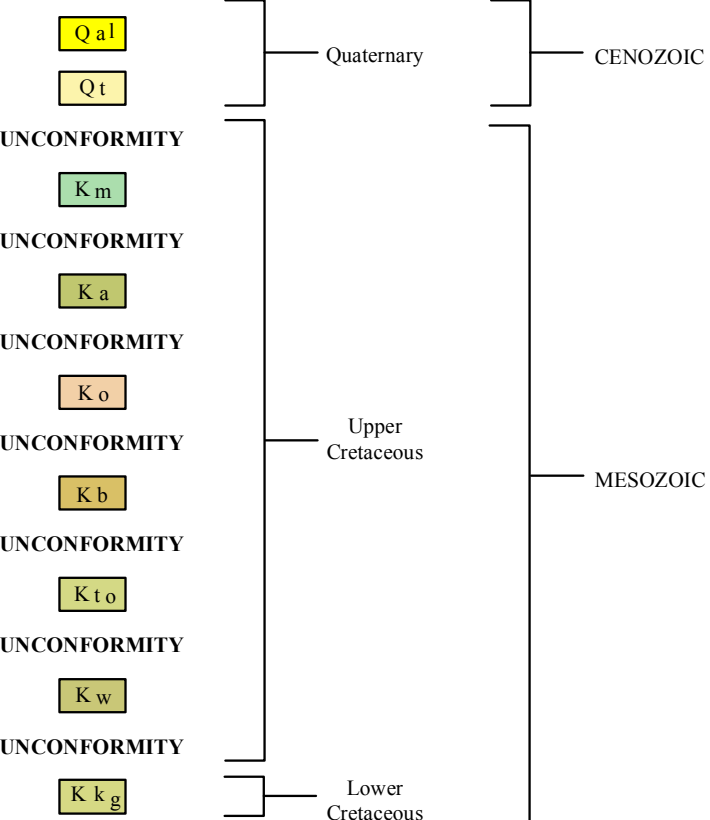 Qal
Quaternary
CENOZOIC
Qt
UNCONFORMITY
Km
UNCONFORMITY
Ka
UNCONFORMITY
Ko
UNCONFORMITY
Upper
Cretaceous
MESOZOIC
Kb
UNCONFORMITY
Kto
UNCONFORMITY
Kw
UNCONFORMITY
Kkg
Lower
Cretaceous